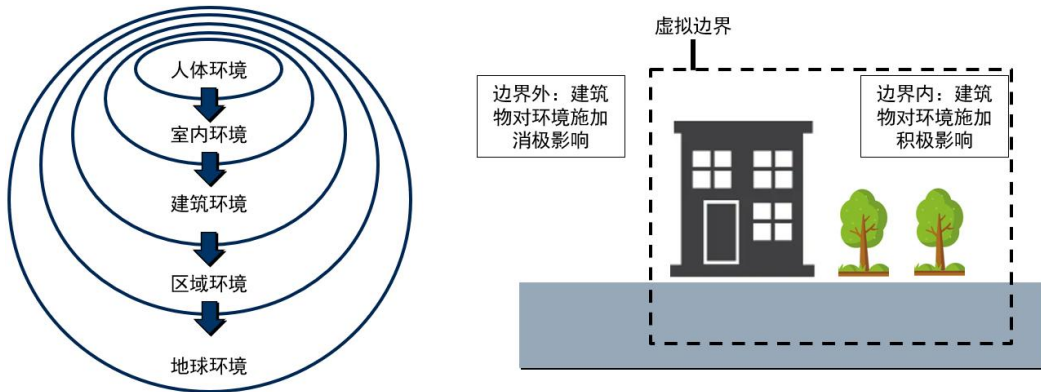 人体环境
室内环境
建筑环境
区域环境
地球环境
虚拟边界
边界外：建筑
物对环境施加
消极影响
边界内：建筑
物对环境施加
积极影响